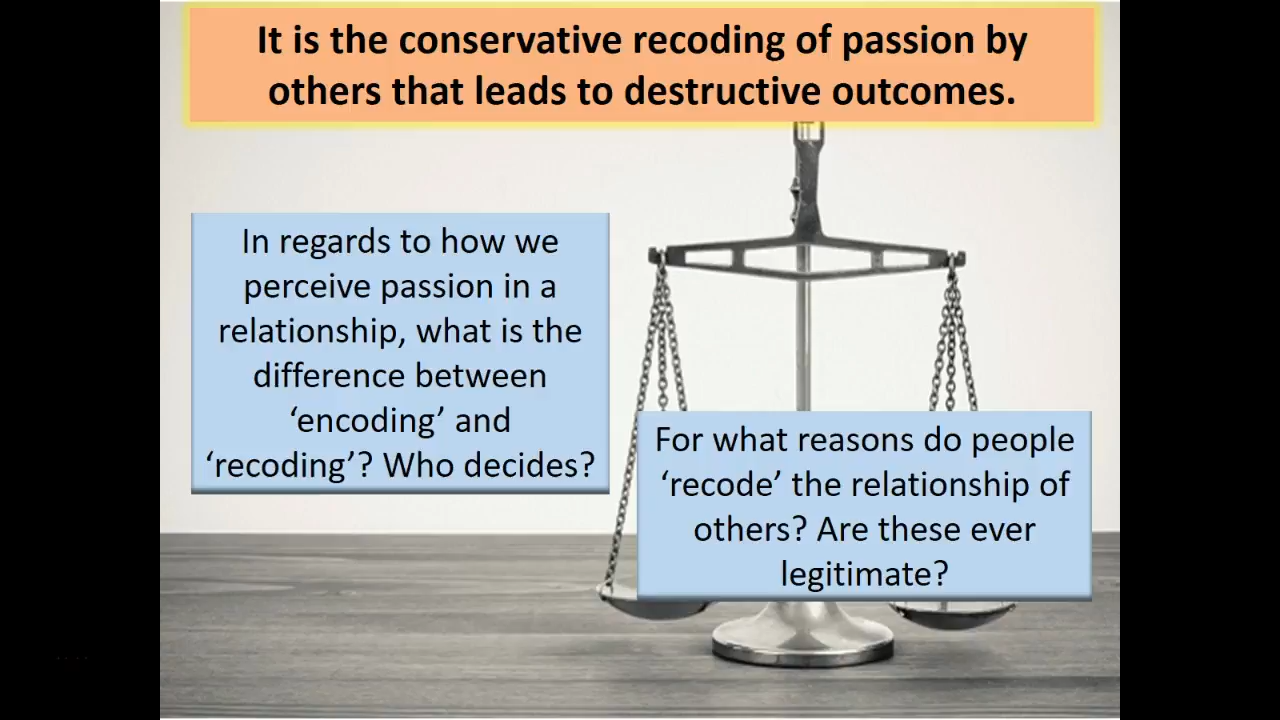 It is the conservative recoding of passion by
others that leads to destructive outcomes.
In regards to how we
perceive passion in a
relationship, what is the
difference between
‘encoding’ and
‘recoding’? Who decides?
For what reasons do people
‘recode’ the relationship of
others? Are these ever
legitimate?